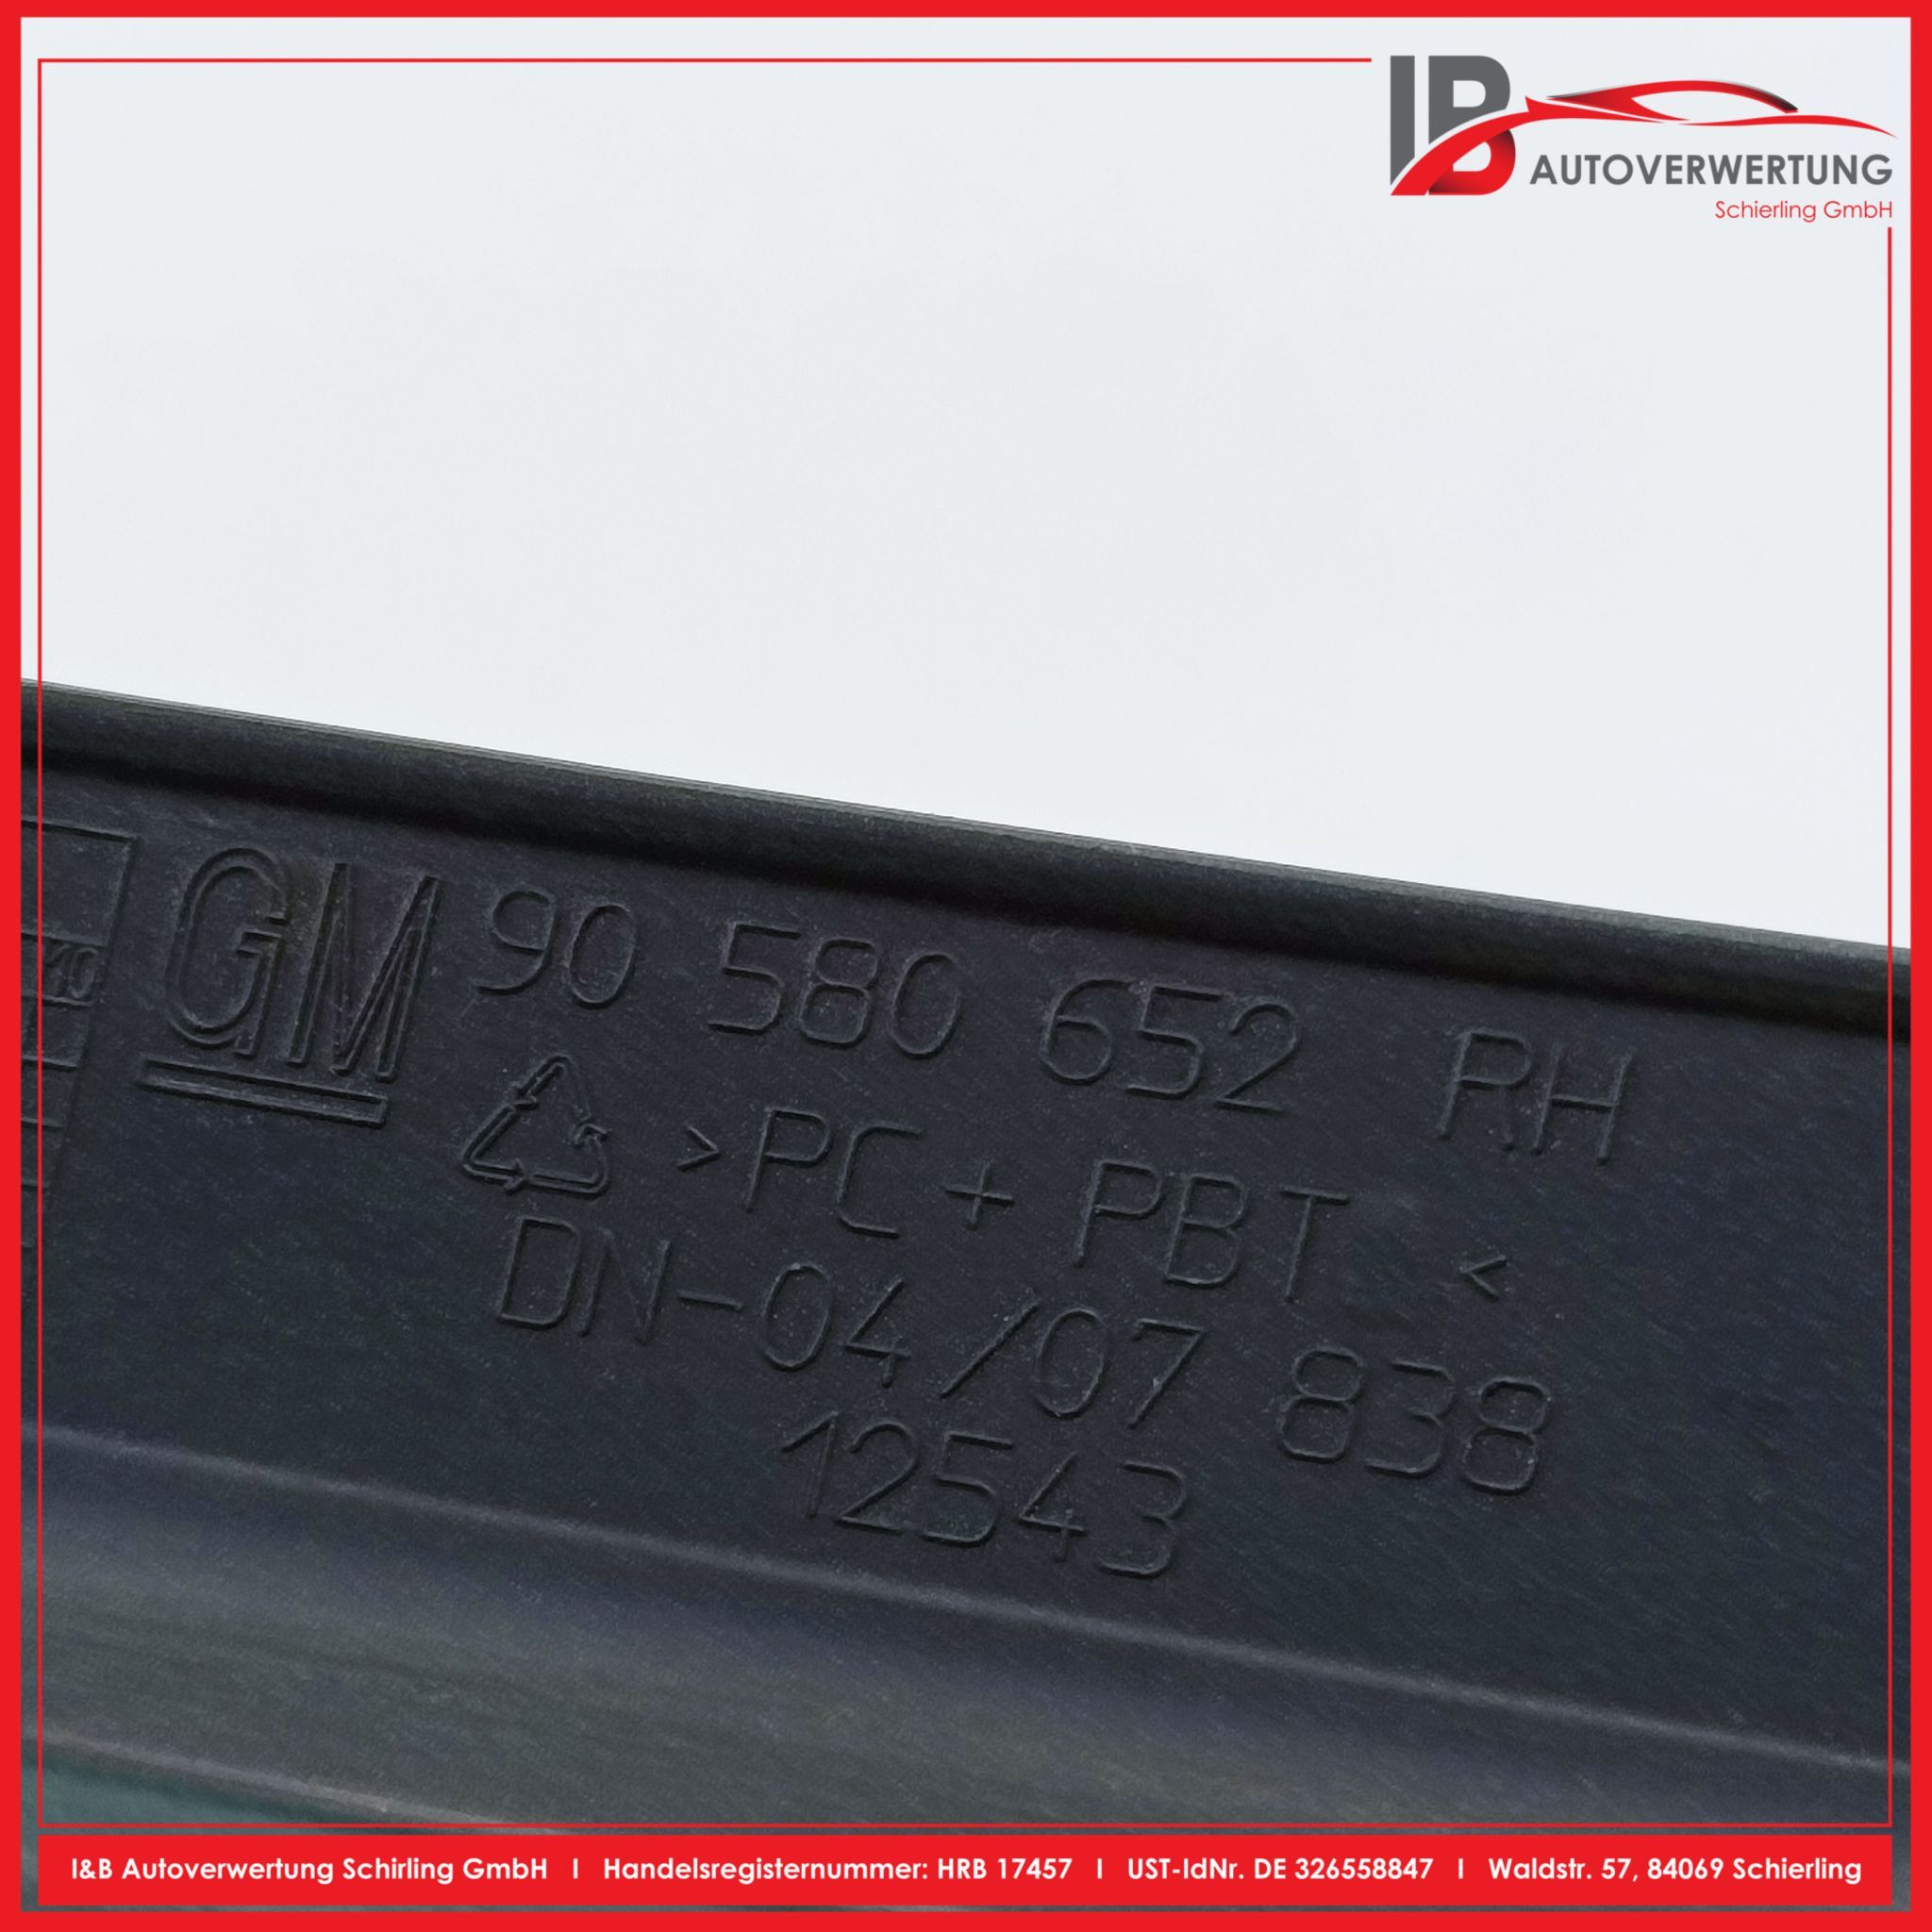 IB AUTOVERWERTUNG
Schierling GmbH
GM 90 580 652 RH
>PC + PBT<
DN-04/07 838
12543
I&B Autoverwertung Schirling GmbH I Handelsregisternummer: HRB 17457 I UST-IdNr. DE 326558847 I Waldstr. 57, 84069 Schierling